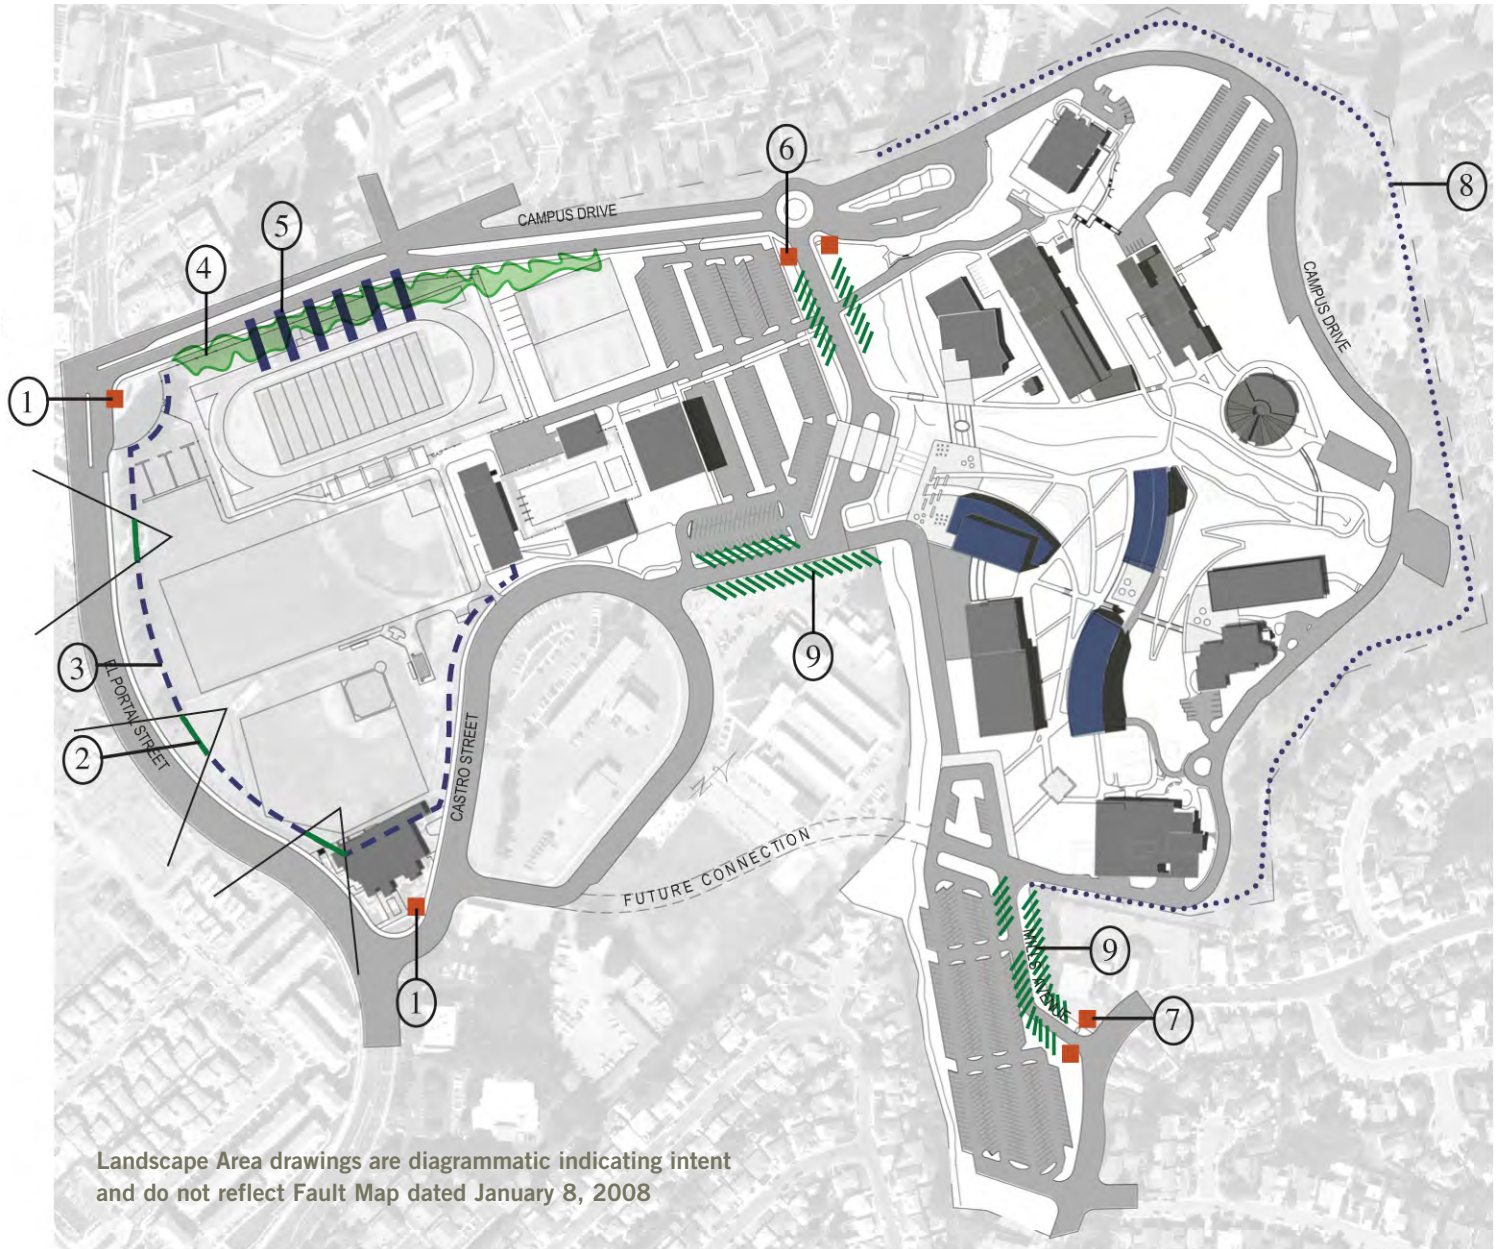 6
8
CAMPUS DRIVE
5
4
CAMPUS DRIVE
1
9
3
EL PORTAL STREET
2
CASTRO STREET
FUTURE CONNECTION
MILLS AVENUE
9
1
7
Landscape Area drawings are diagrammatic indicating intent
and do not reflect Fault Map dated January 8, 2008